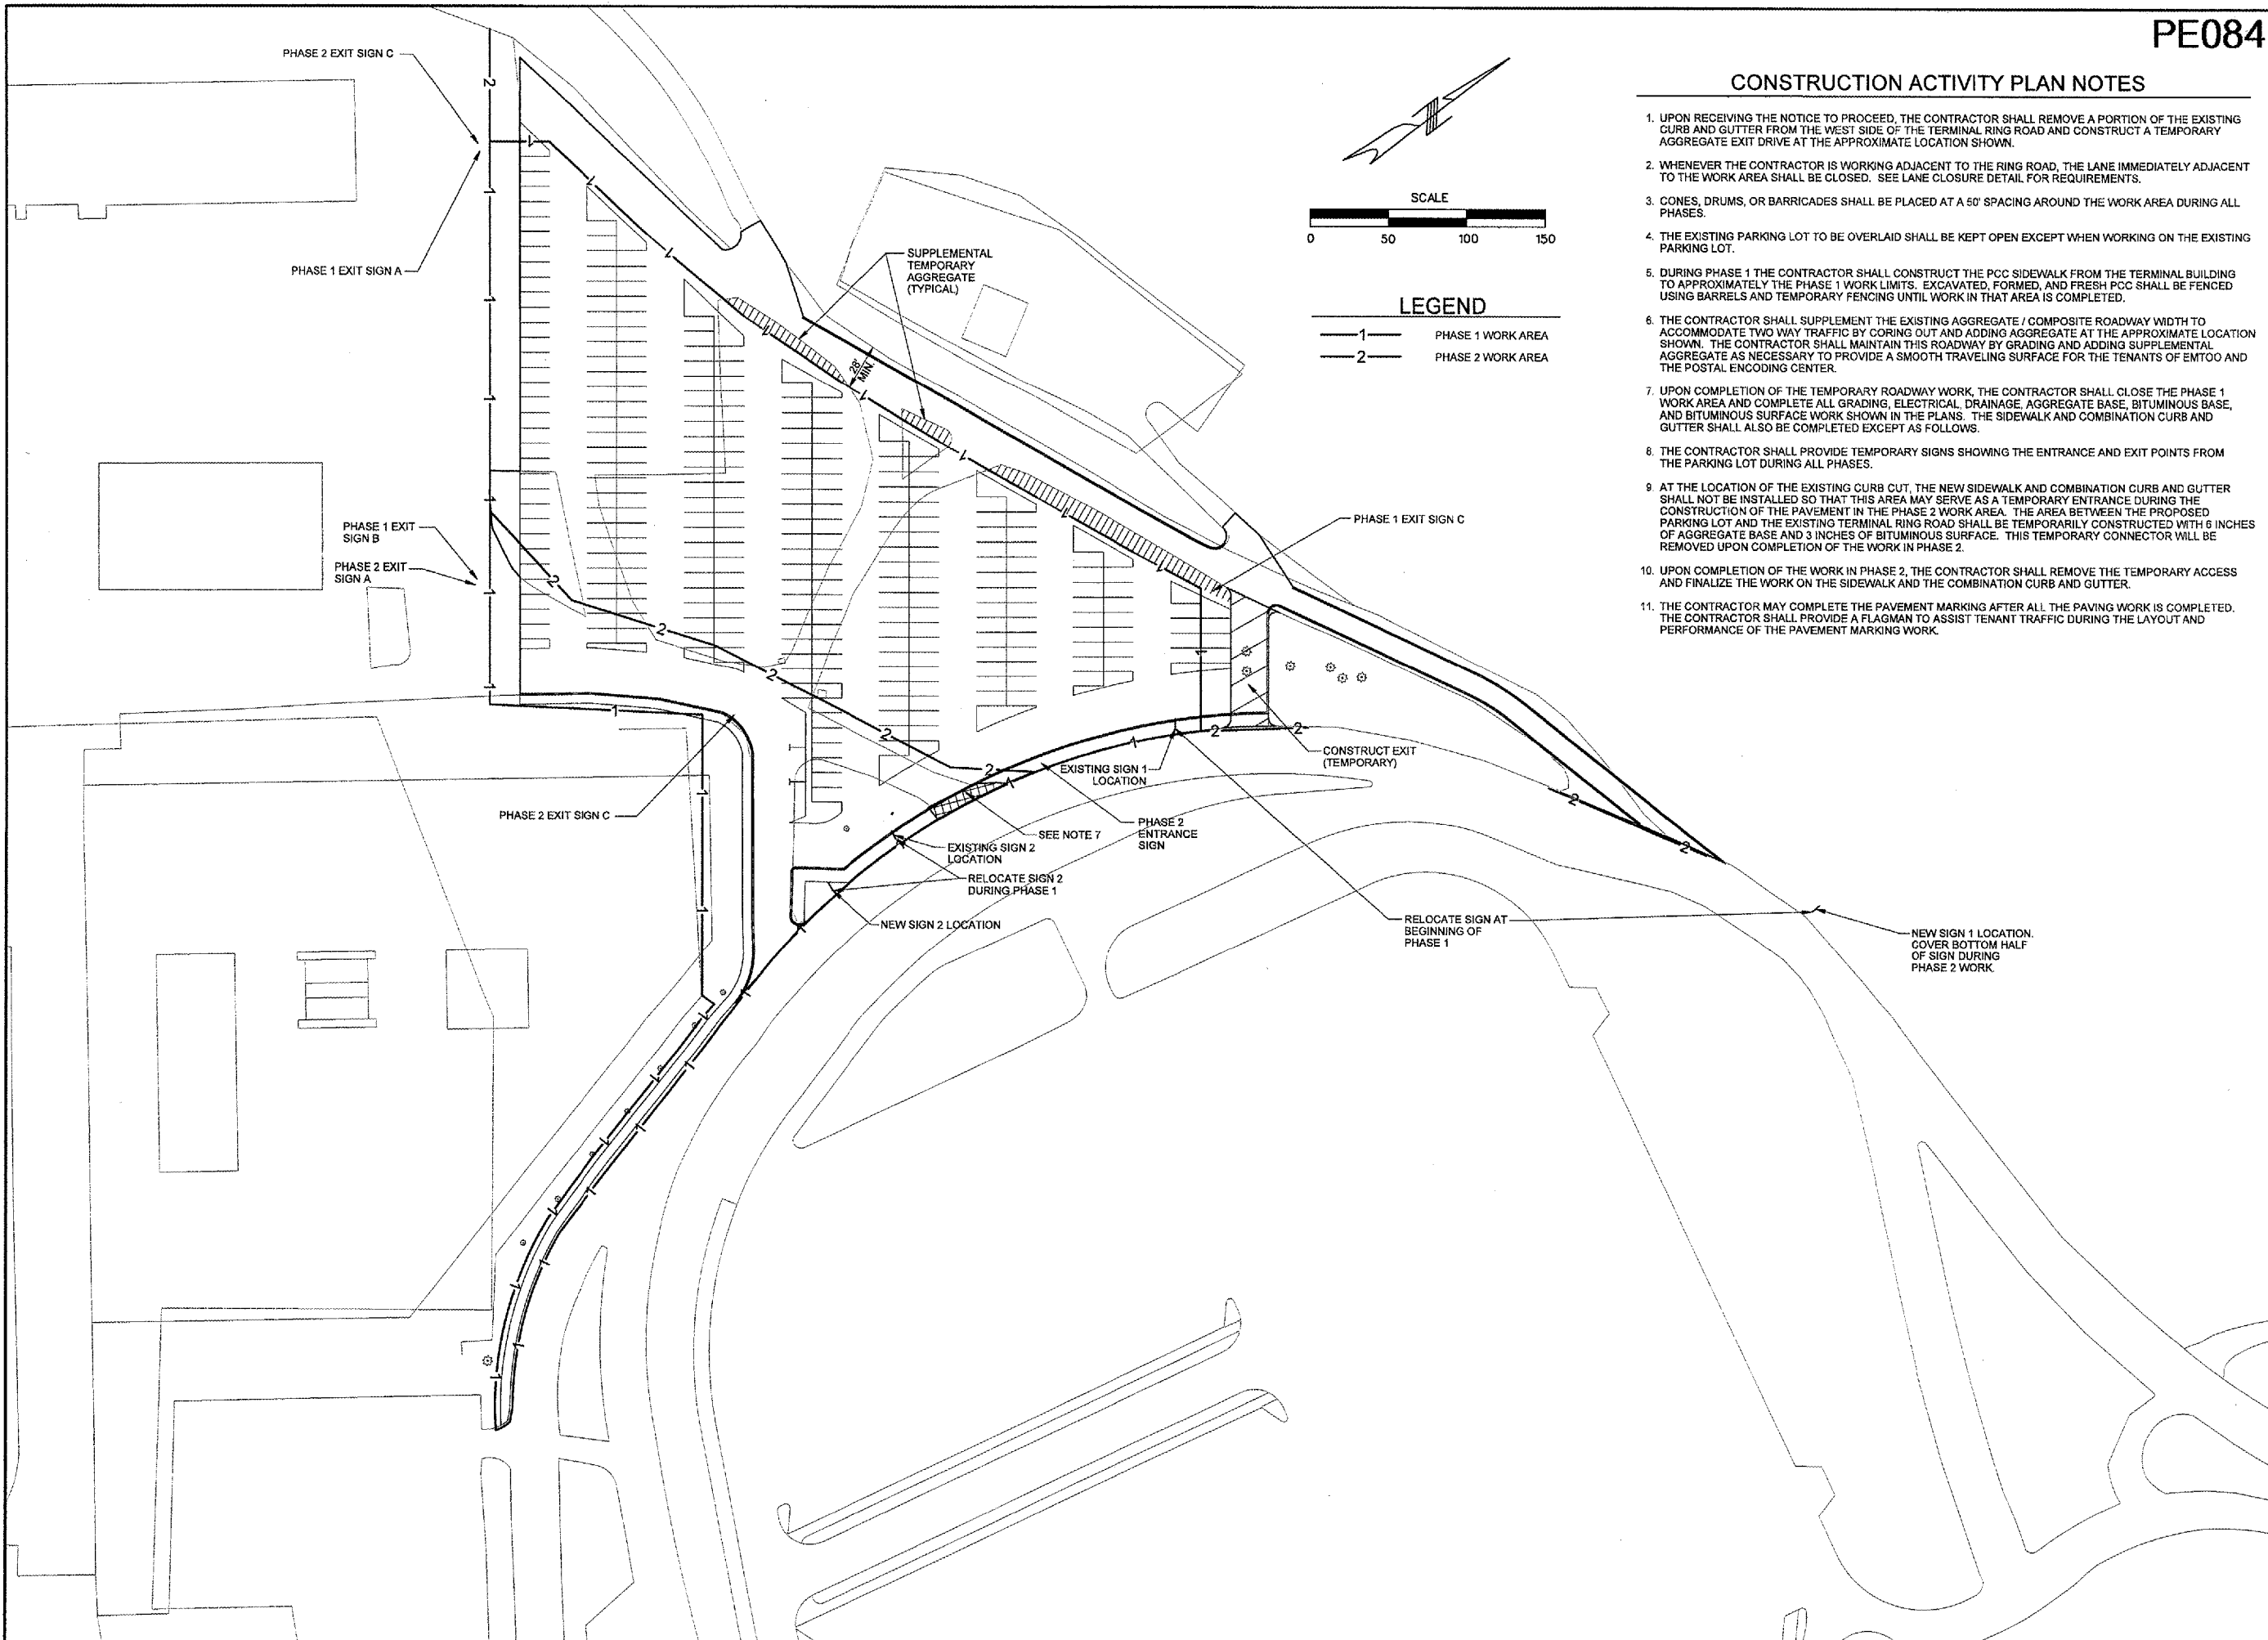 PE084
CONSTRUCTION ACTIVITY PLAN NOTES
1. UPON RECEIVING THE NOTICE TO PROCEED, THE CONTRACTOR SHALL REMOVE A PORTION OF THE EXISTING
CURB AND GUTTER FROM THE WEST SIDE OF THE TERMINAL RING ROAD AND CONSTRUCT A TEMPORARY
AGGREGATE EXIT DRIVE AT THE APPROXIMATE LOCATION SHOWN.
2. WHENEVER THE CONTRACTOR IS WORKING ADJACENT TO THE RING ROAD, THE LANE IMMEDIATELY ADJACENT
TO THE WORK AREA SHALL BE CLOSED. SEE LANE CLOSURE DETAIL FOR REQUIREMENTS.
3. CONES, DRUMS, OR BARRICADES SHALL BE PLACED AT A 50' SPACING AROUND THE WORK AREA DURING ALL
PHASES.
4. THE EXISTING PARKING LOT TO BE OVERLAID SHALL BE KEPT OPEN EXCEPT WHEN WORKING ON THE EXISTING
PARKING LOT.
5. DURING PHASE 1 THE CONTRACTOR SHALL CONSTRUCT THE PCC SIDEWALK FROM THE TERMINAL BUILDING
TO APPROXIMATELY THE PHASE 1 WORK LIMITS. EXCAVATED, FORMED, AND FRESH PCC SHALL BE FENCED
USING BARRELS AND TEMPORARY FENCING UNTIL WORK IN THAT AREA IS COMPLETED.
6. THE CONTRACTOR SHALL SUPPLEMENT THE EXISTING AGGREGATE / COMPOSITE ROADWAY WIDTH TO
ACCOMMODATE TWO WAY TRAFFIC BY CORING OUT AND ADDING AGGREGATE AT THE APPROXIMATE LOCATION
SHOWN. THE CONTRACTOR SHALL MAINTAIN THIS ROADWAY BY GRADING AND ADDING SUPPLEMENTAL
AGGREGATE AS NECESSARY TO PROVIDE A SMOOTH TRAVELING SURFACE FOR THE TENANTS OF EMTOO AND
THE POSTAL ENCODING CENTER.
7. UPON COMPLETION OF THE TEMPORARY ROADWAY WORK, THE CONTRACTOR SHALL CLOSE THE PHASE 1
WORK AREA AND COMPLETE ALL GRADING, ELECTRICAL, DRAINAGE, AGGREGATE BASE, BITUMINOUS BASE,
AND BITUMINOUS SURFACE WORK SHOWN IN THE PLANS. THE SIDEWALK AND COMBINATION CURB AND
GUTTER SHALL ALSO BE COMPLETED EXCEPT AS FOLLOWS.
8. THE CONTRACTOR SHALL PROVIDE TEMPORARY SIGNS SHOWING THE ENTRANCE AND EXIT POINTS FROM
THE PARKING LOT DURING ALL PHASES.
9. AT THE LOCATION OF THE EXISTING CURB CUT, THE NEW SIDEWALK AND COMBINATION CURB AND GUTTER
SHALL NOT BE INSTALLED SO THAT THIS AREA MAY SERVE AS A TEMPORARY ENTRANCE DURING THE
CONSTRUCTION OF THE PAVEMENT IN THE PHASE 2 WORK AREA. THE AREA BETWEEN THE PROPOSED
PARKING LOT AND THE EXISTING TERMINAL RING ROAD SHALL BE TEMPORARILY CONSTRUCTED WITH 6 INCHES
OF AGGREGATE BASE AND 3 INCHES OF BITUMINOUS SURFACE. THIS TEMPORARY CONNECTOR WILL BE
REMOVED UPON COMPLETION OF THE WORK IN PHASE 2.
10. UPON COMPLETION OF THE WORK IN PHASE 2, THE CONTRACTOR SHALL REMOVE THE TEMPORARY ACCESS
AND FINALIZE THE WORK ON THE SIDEWALK AND THE COMBINATION CURB AND GUTTER.
11. THE CONTRACTOR MAY COMPLETE THE PAVEMENT MARKING AFTER ALL THE PAVING WORK IS COMPLETED.
THE CONTRACTOR SHALL PROVIDE A FLAGMAN TO ASSIST TENANT TRAFFIC DURING THE LAYOUT AND
PERFORMANCE OF THE PAVEMENT MARKING WORK.
SCALE
0 50 100 150
LEGEND
1 PHASE 1 WORK AREA
2 PHASE 2 WORK AREA
PHASE 2 EXIT SIGN C
PHASE 1 EXIT SIGN A
SUPPLEMENTAL
TEMPORARY
AGGREGATE
(TYPICAL)
28'
MIN.
PHASE 1 EXIT
SIGN B
PHASE 2 EXIT
SIGN A
PHASE 1 EXIT SIGN C
CONSTRUCT EXIT
(TEMPORARY)
EXISTING SIGN 1
LOCATION
PHASE 2 EXIT SIGN C
SEE NOTE 7
PHASE 2
ENTRANCE
SIGN
EXISTING SIGN 2
LOCATION
RELOCATE SIGN 2
DURING PHASE 1
NEW SIGN 2 LOCATION
RELOCATE SIGN AT
BEGINNING OF
PHASE 1
NEW SIGN 1 LOCATION.
COVER BOTTOM HALF
OF SIGN DURING
PHASE 2 WORK.